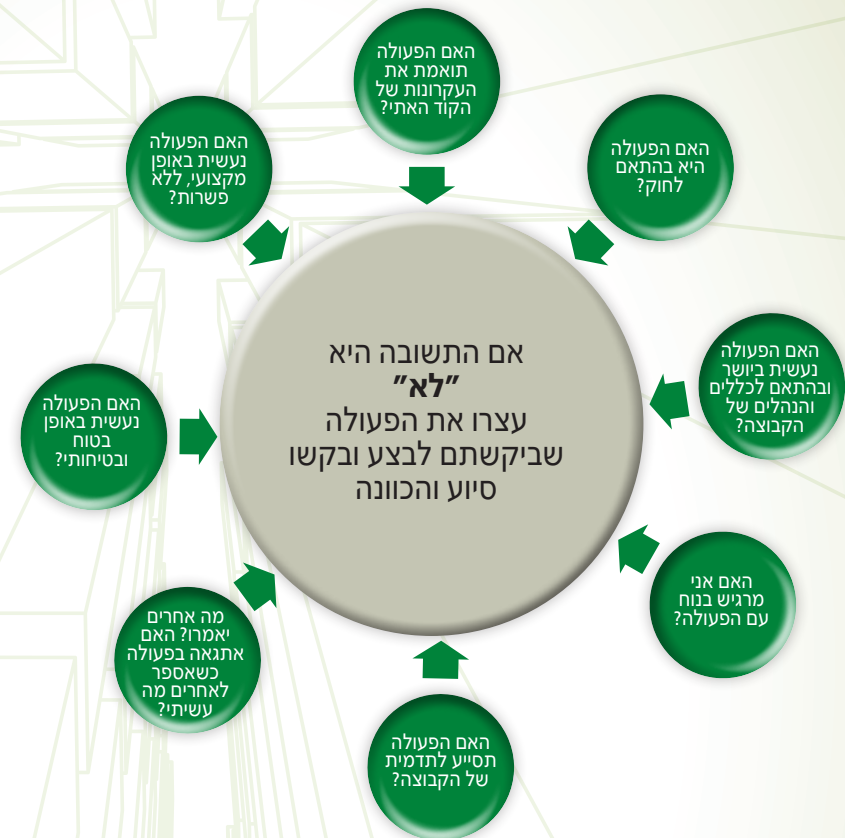 האם הפעולה
תואמת את
העקרונות של
הקוד האתי?
האם הפעולה
היא בהתאם
לחוק?
האם הפעולה
נעשית ביושר
ובהתאם לכללים
והנהלים של
הקבוצה?
האם אני
מרגיש בנוח
עם הפעולה?
האם הפעולה
תסייע לתדמית
של הקבוצה?
מה אחרים
יאמרו? האם
אתגאה בפעולה
כשאספר
לאחרים מה
עשיתי?
האם הפעולה
נעשית באופן
בטוח
ובטיחותי?
האם הפעולה
נעשית באופן
מקצועי, ללא
פשרות?
אם התשובה היא
"לא"
עצרו את הפעולה
שביקשתם לבצע ובקשו
סיוע והכוונה